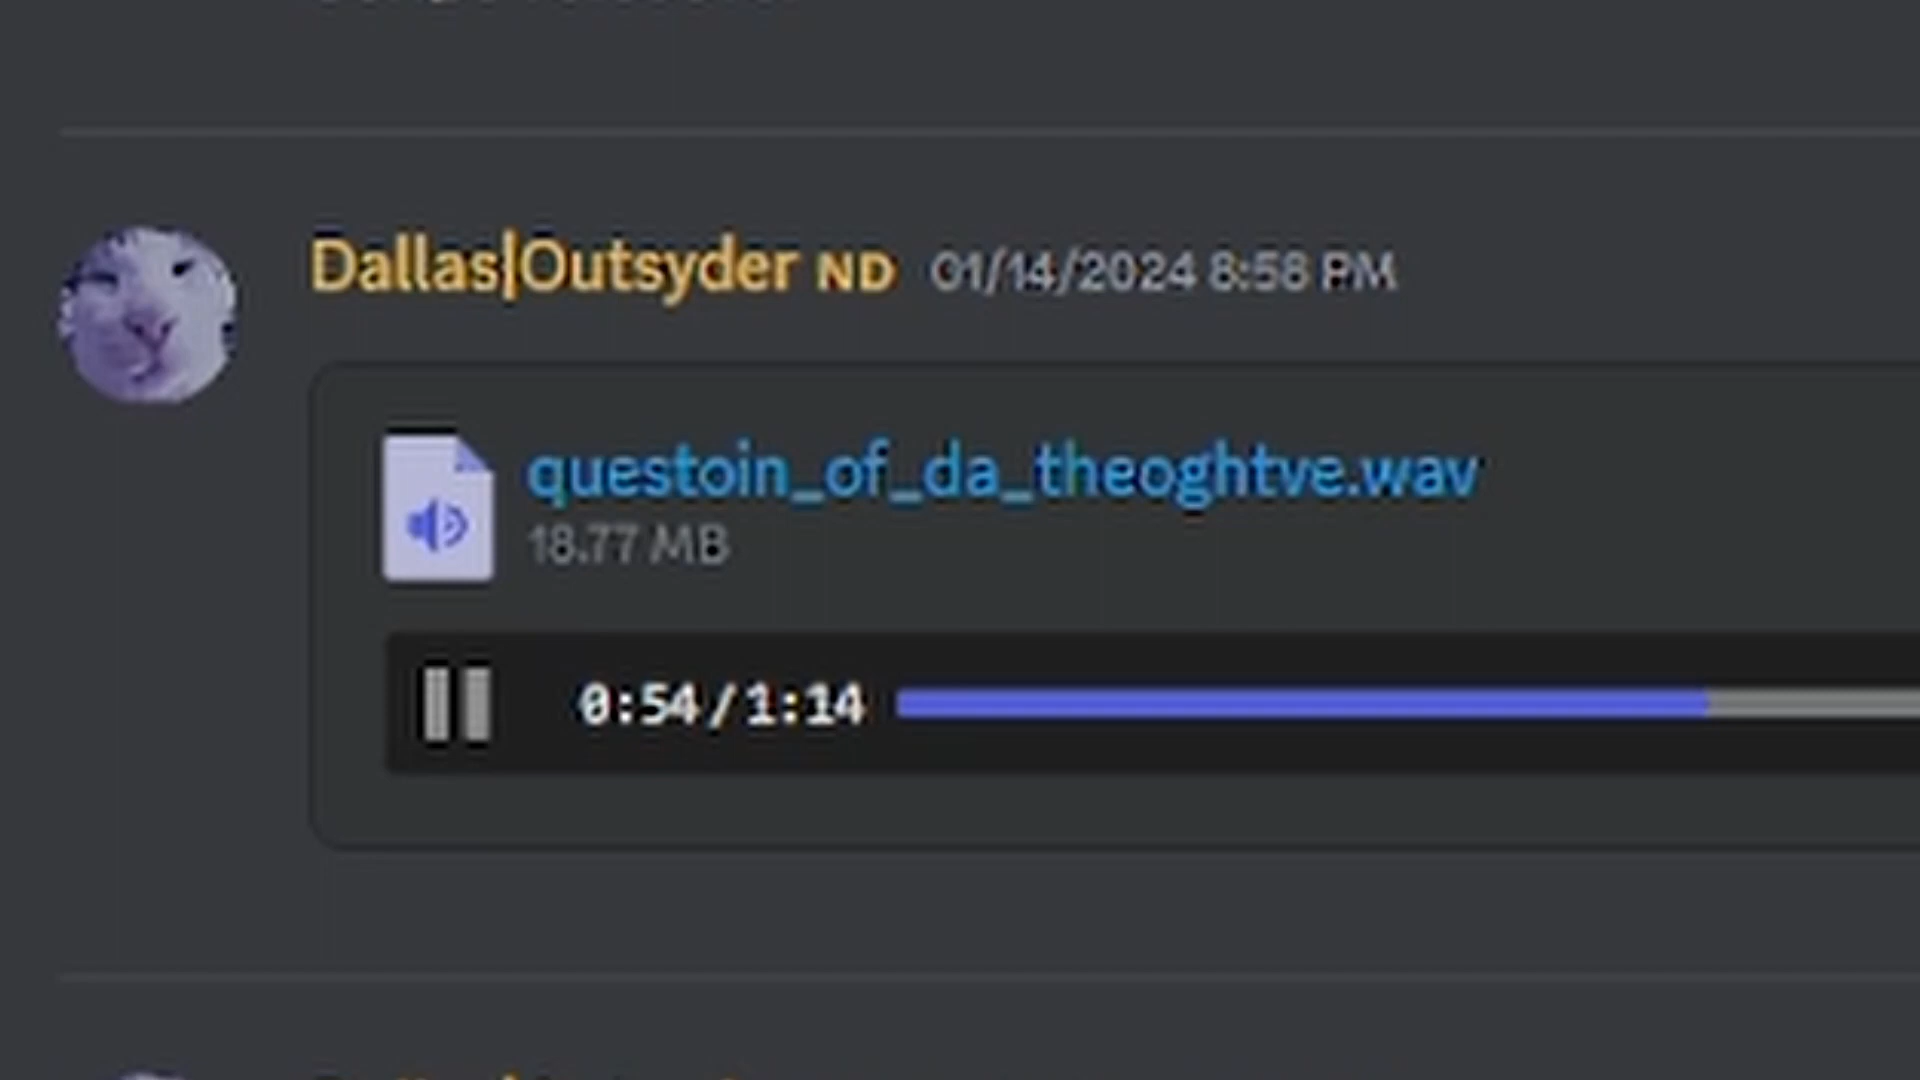 Dallas|Outsyder ND 01/14/2024 8:58 PM
questoin_of_da_theoghtve.wav
18.77 MB
0:54/1:14